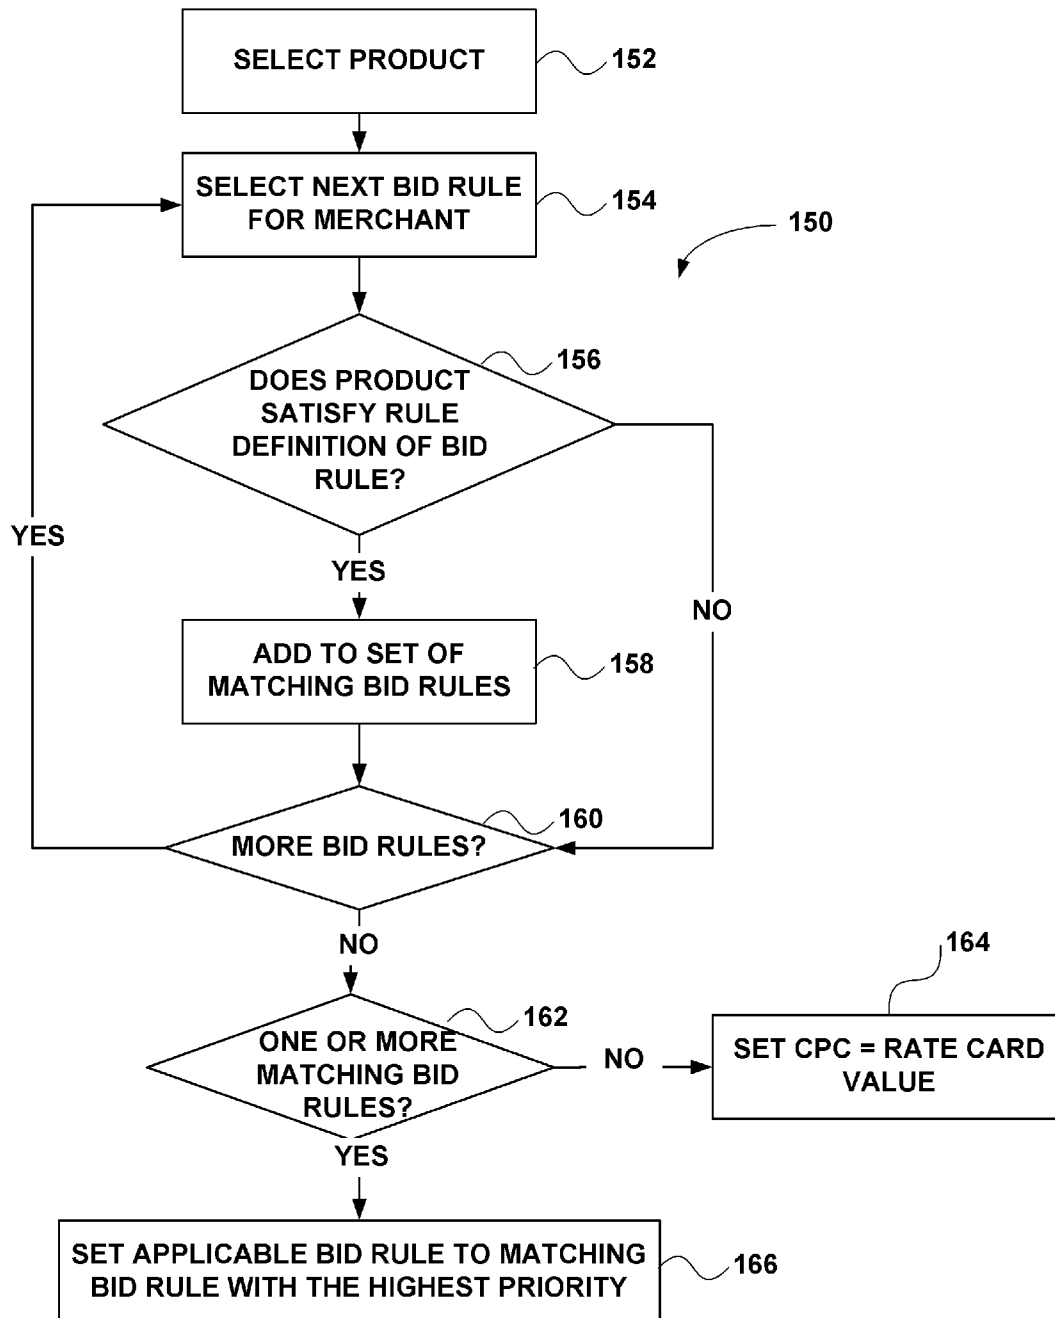 SELECT PRODUCT
152
SELECT NEXT BID RULE
FOR MERCHANT
154
150
156
DOES PRODUCT
SATISFY RULE
DEFINITION OF BID
RULE?
YES
YES
NO
ADD TO SET OF
MATCHING BID RULES
158
160
MORE BID RULES?
NO
164
162
ONE OR MORE
MATCHING BID
RULES?
NO
SET CPC = RATE CARD
VALUE
YES
SET APPLICABLE BID RULE TO MATCHING
BID RULE WITH THE HIGHEST PRIORITY
166